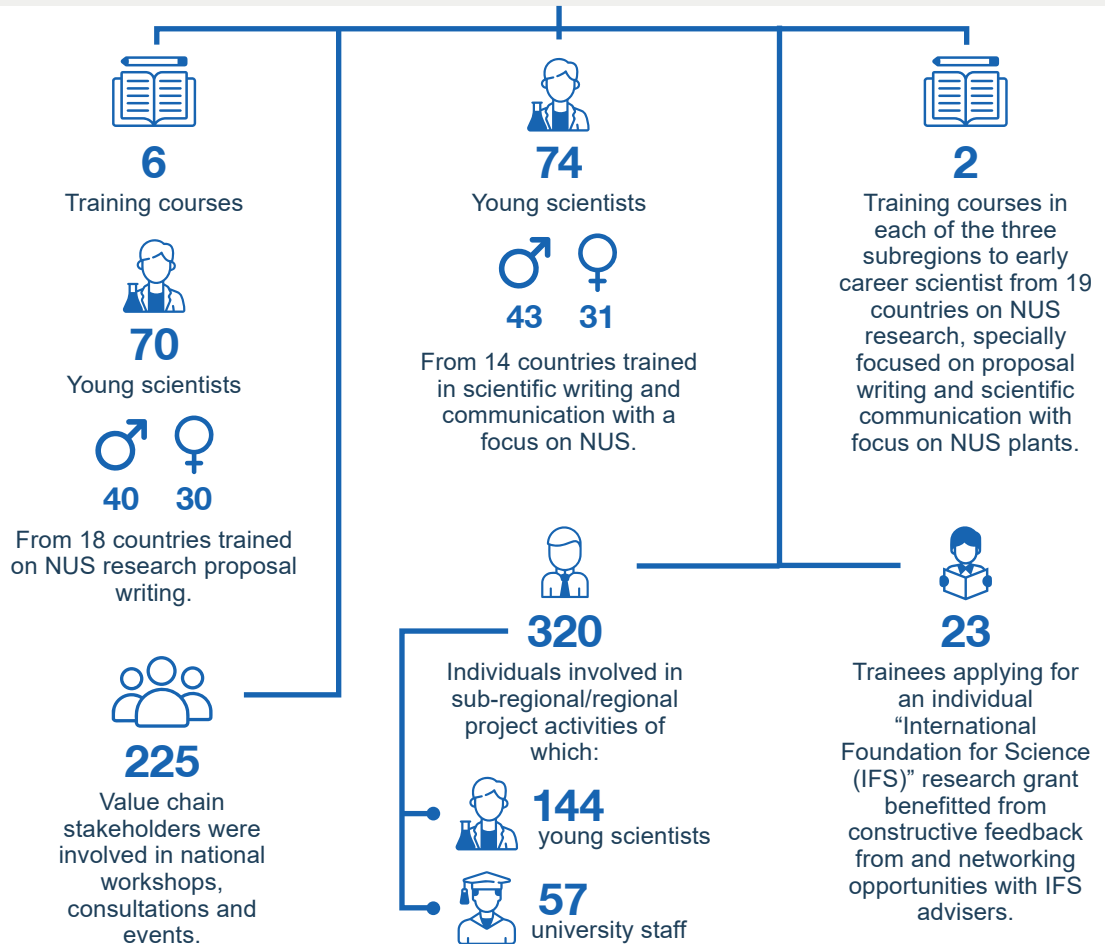 6
Training courses
70
Young scientists
40 30
From 18 countries trained
on NUS research proposal
writing.
225
Value chain
stakeholders were
involved in national
workshops,
consultations and
events.
74
Young scientists
43 31
From 14 countries trained
in scientific writing and
communication with a
focus on NUS.
320
Individuals involved in
sub-regional/regional
project activities of
which:
144
young scientists
57
university staff
2
Training courses in
each of the three
subregions to early
career scientist from 19
countries on NUS
research, specially
focused on proposal
writing and scientific
communication with
focus on NUS plants.
23
Trainees applying for
an individual
“International
Foundation for Science
(IFS)” research grant
benefitted from
constructive feedback
from and networking
opportunities with IFS
advisers.